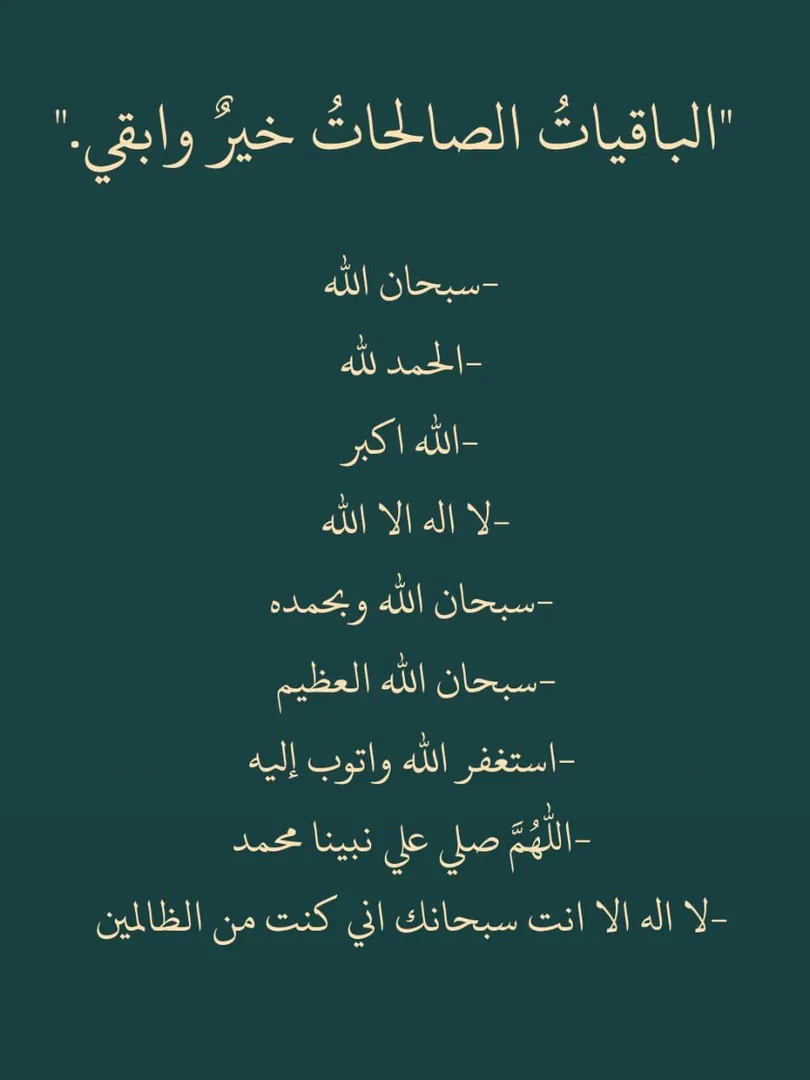 "الباقياتُ الصالحاتُ خيرٌ وابقي."
-سبحان الله
-الحمد لله
-الله اكبر
-لا اله الا الله
-سبحان الله وبحمده
-سبحان الله العظيم
-استغفر الله واتوب إليه
-اللهُمَّ صلي علي نبينا محمد
-لا اله الا انت سبحانك اني كنت من الظالمين